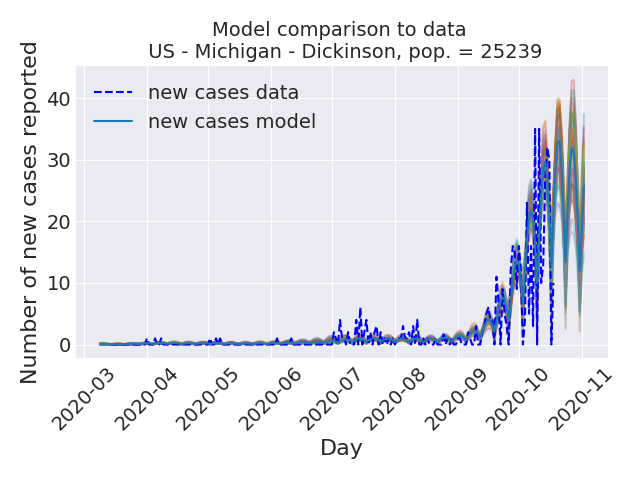 Model comparison to data
US - Michigan - Dickinson, pop. = 25239
new cases data
new cases model
Number of new cases reported
40
30
20
10
0
2020-03
2020-04
2020-05
2020-06
2020-07
2020-08
2020-09
2020-10
2020-11
Day